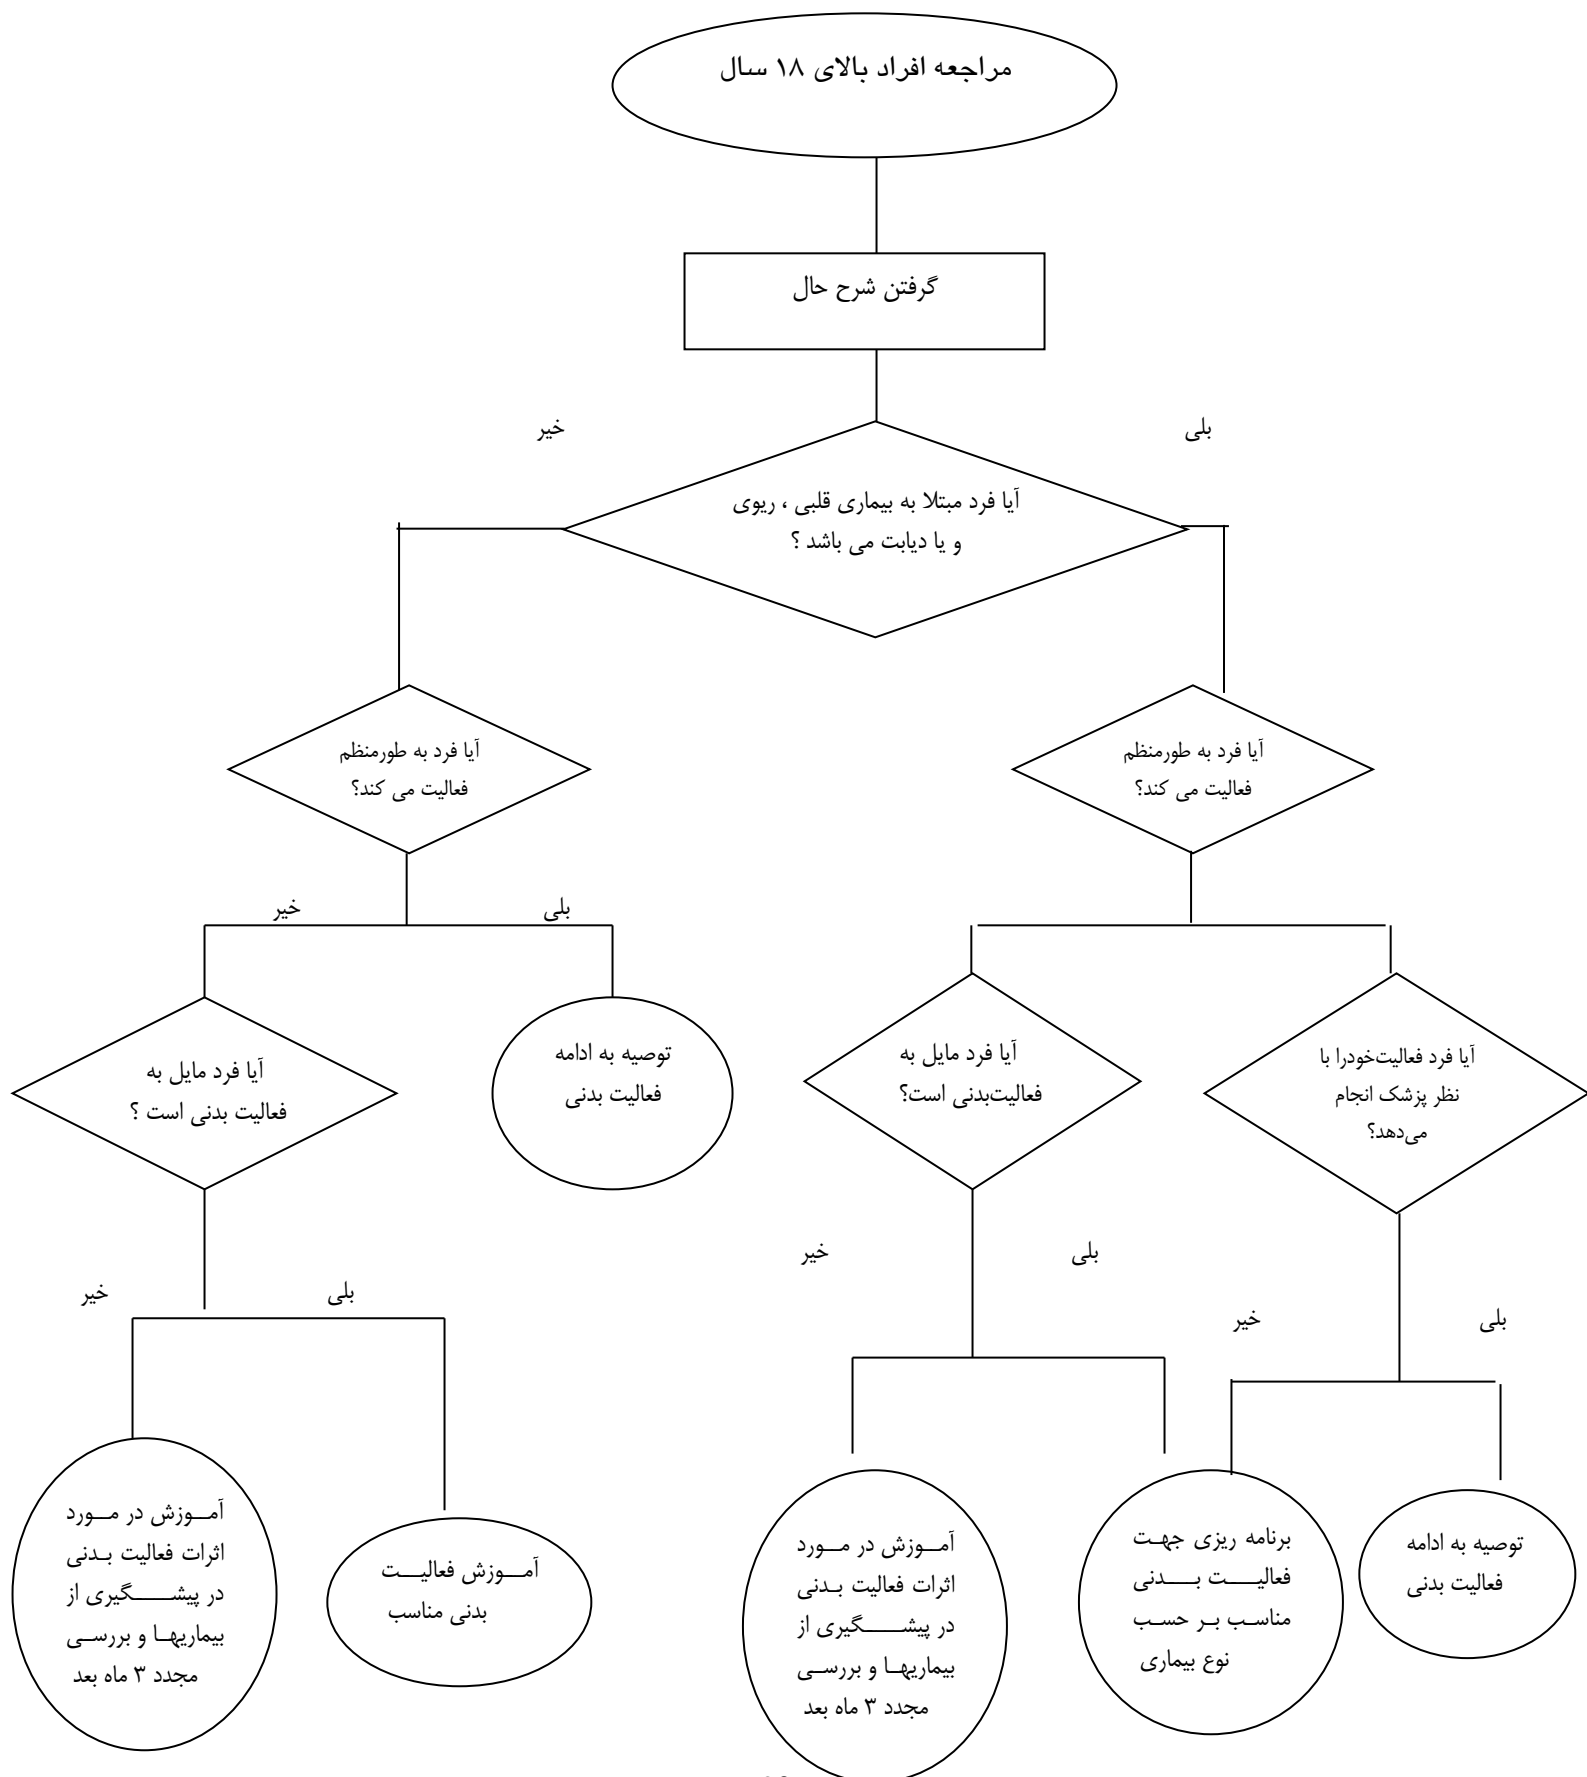 مراجعه افراد بالای ۱۸ سال
گرفتن شرح حال
بلی
خیر
آیا فرد مبتلا به بیماری قلبی ، ریوی
و یا دیابت می باشد ؟
آیا فرد به طورمنظم
فعالیت می کند؟
آیا فرد به طورمنظم
فعالیت می کند؟
بلی
خیر
آیا فرد فعالیت‌خودرا با
نظر پزشک انجام
می‌دهد؟
آیا فرد مایل به
فعالیت‌بدنی است؟
توصیه به ادامه
فعالیت بدنی
آیا فرد مایل به
فعالیت بدنی است ؟
بلی
خیر
بلی
خیر
بلی
خیر
توصیه به ادامه
فعالیت بدنی
برنامه ریزی جهت
فعالیت بدنی
مناسب بر حسب
نوع بیماری
آموزش در مورد
اثرات فعالیت بدنی
در پیشگیری از
بیماریها و بررسی
مجدد ۳ ماه بعد
آموزش فعالیت
بدنی مناسب
آموزش در مورد
اثرات فعالیت بدنی
در پیشگیری از
بیماریها و بررسی
مجدد ۳ ماه بعد